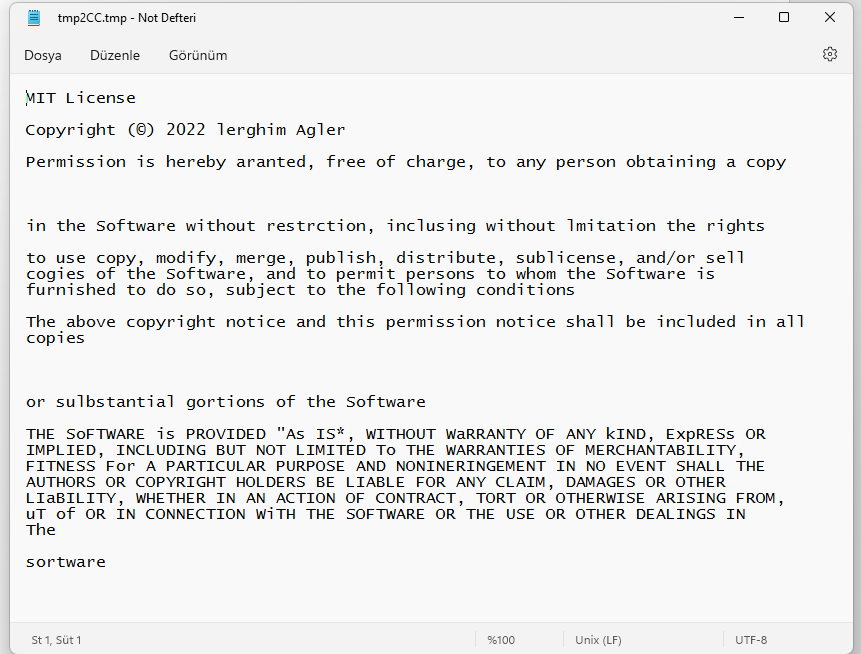 tmp2CC.tmp - Not Defteri
Dosya Düzenle Görünüm
MIT License
Copyright (©) 2022 lerghim Agler
Permission is hereby aranted, free of charge, to any person obtaining a copy
in the Software without restrction, inclusing without lmitation the rights
to use copy, modify, merge, publish, distribute, sublicense, and/or sell
cogies of the Software, and to permit persons to whom the Software is
furnished to do so, subject to the following conditions
The above copyright notice and this permission notice shall be included in all
copies
or sulbstantial gortions of the Software
THE SoFTWARE is PROVIDED "As IS*, WITHOUT WaRRANTY OF ANY kIND, ExpRESs OR
IMPLIED, INCLUDING BUT NOT LIMITED To THE WARRANTIES OF MERCHANTABILITY,
FITNESS For A PARTICULAR PURPOSE AND NONINERINGEMENT IN NO EVENT SHALL THE
AUTHORS OR COPYRIGHT HOLDERS BE LIABLE FOR ANY CLAIM, DAMAGES OR OTHER
LIaBILITY, WHETHER IN AN ACTION OF CONTRACT, TORT OR OTHERWISE ARISING FROM,
uT of OR IN CONNECTION WiTH THE SOFTWARE OR THE USE OR OTHER DEALINGS IN
The
sortware
St 1, Süt 1 %100 Unix (LF) UTF-8